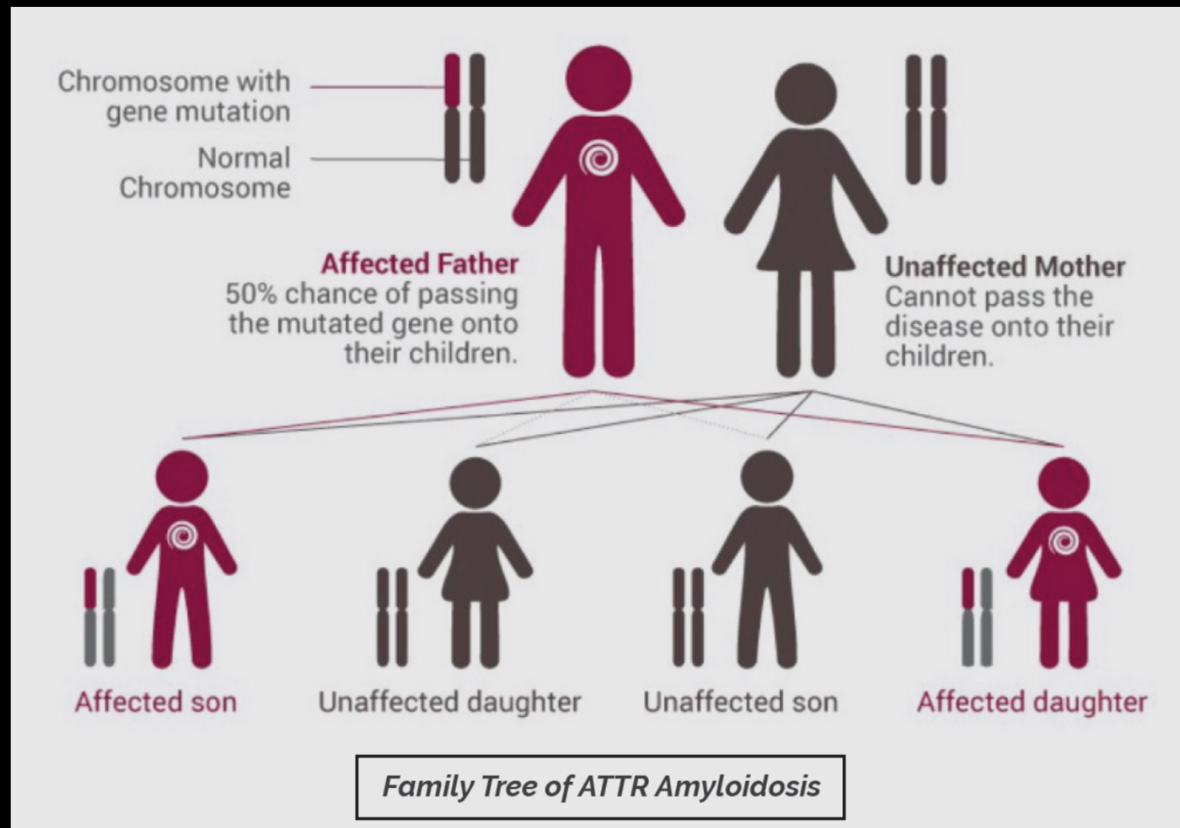 Chromosome with
gene mutation
Normal
Chromosome
Affected Father
50% chance of passing
the mutated gene onto
their children.
Unaffected Mother
Cannot pass the
disease onto their
children.
Affected son
Unaffected daughter
Unaffected son
Affected daughter
Family Tree of ATTR Amyloidosis